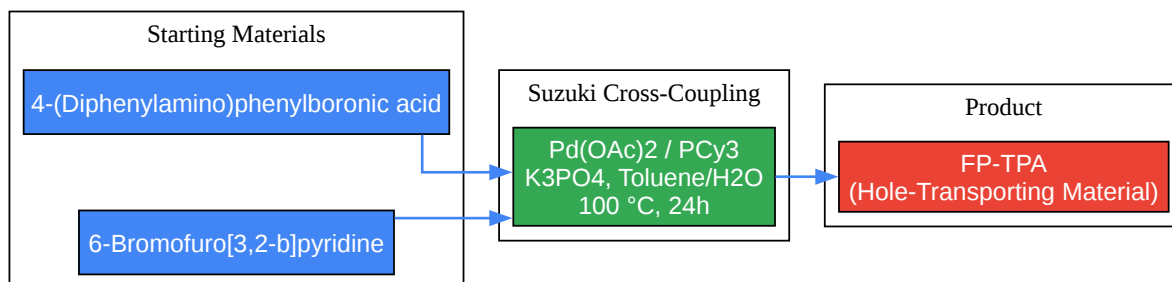 Starting Materials
4-(Diphenylamino)phenylboronic acid
6-Bromofuro[3,2-b]pyridine
Suzuki Cross-Coupling
Pd(OAc)2 / PCy3
K3PO4, Toluene/H2O
100 °C, 24h
Product
FP-TPA
(Hole-Transporting Material)